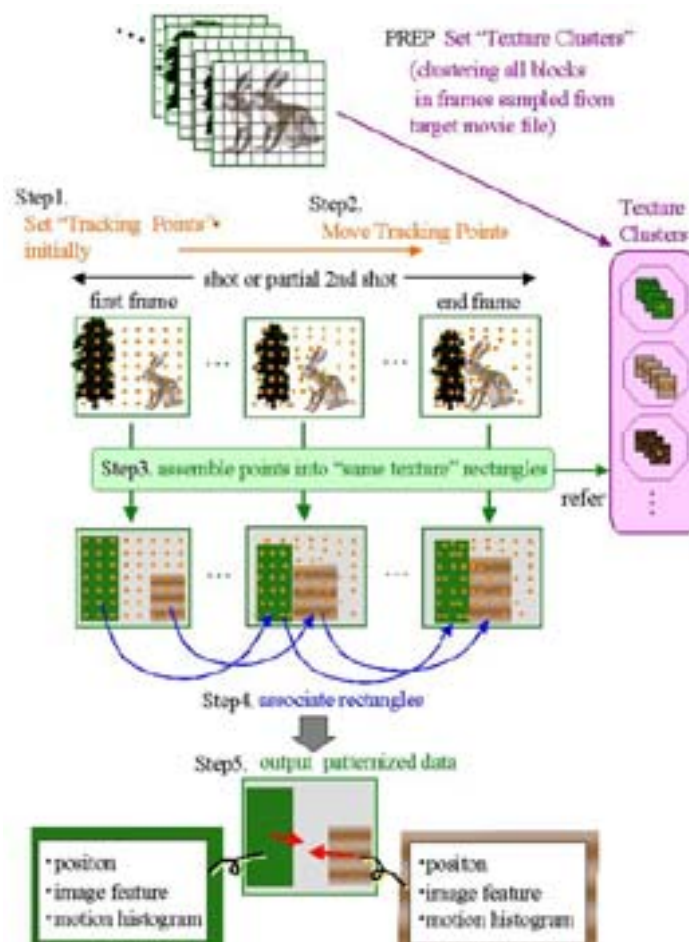 PREP Set "Texture Clusters"
(clustering all blocks
in frames sampled from
target movie file)
Step1.
Set "Tracking Points"
initially
Step2.
Move Tracking Points
Texture
Clusters
shot or partial 2nd shot
first frame
end frame
...
...
Step3. assemble points into "same texture" rectangles
refer
...
...
Step4. associate rectangles
Step5. output patternized data
•positon
•image feature
•motion histogram
•positon
•image feature
•motion histogram